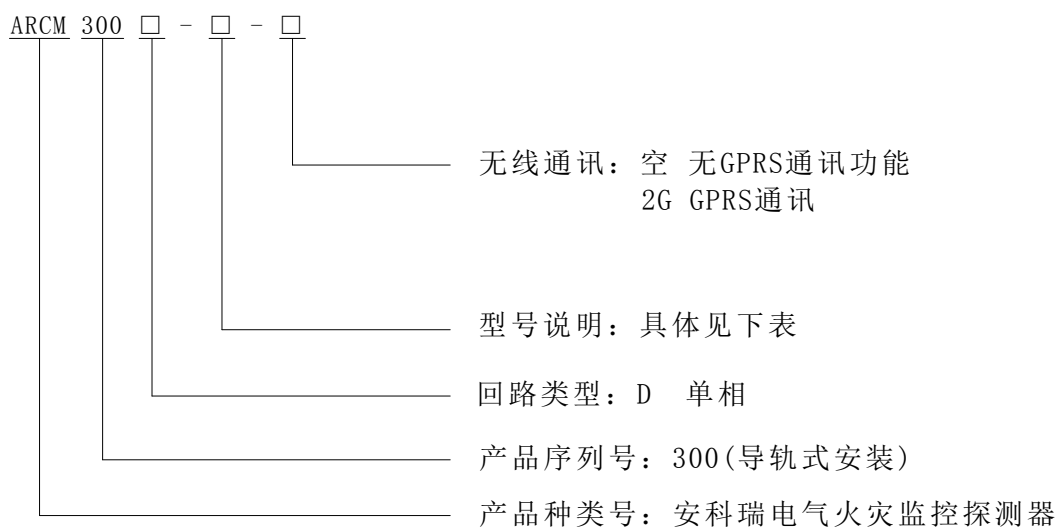 ARCM 300 □ - □ - □
无线通讯：空 无GPRS通讯功能
2G GPRS通讯
型号说明：具体见下表
回路类型：D 单相
产品序列号：300(导轨式安装)
产品种类号：安科瑞电气火灾监控探测器